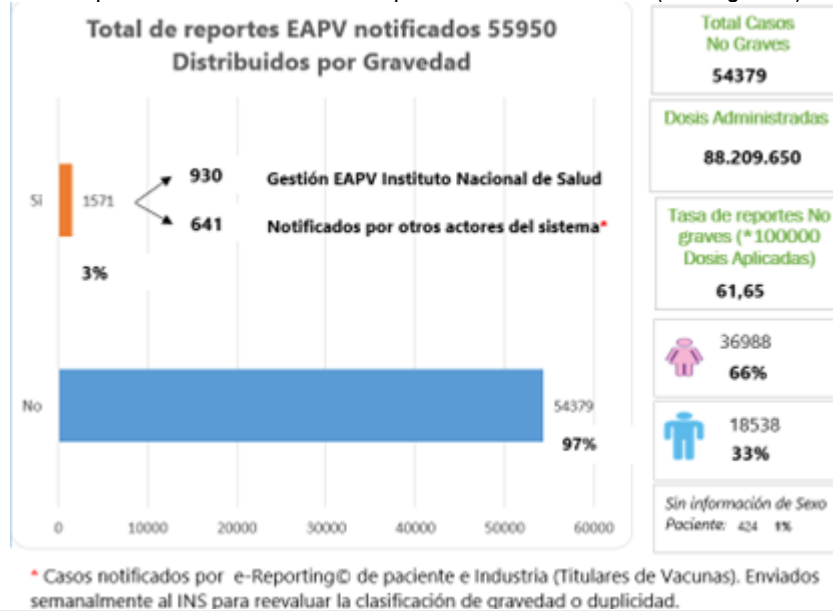 Total de reportes EAPV notificados 55950
Distribuidos por Gravedad
Si
1571
930 Gestión EAPV Instituto Nacional de Salud
641 Notificados por otros actores del sistema*
3%
No
54379
97%
0 10000 20000 30000 40000 50000 60000
Total Casos
No Graves
54379
Dosis Administradas
88.209.650
Tasa de reportes No
graves (*100000
Dosis Aplicadas)
61,65
36988
66%
18538
33%
Sin información de Sexo
Paciente: 424 1%
* Casos notificados por e-Reporting© de paciente e Industria (Titulares de Vacunas). Enviados
semanalmente al INS para reevaluar la clasificación de gravedad o duplicidad.